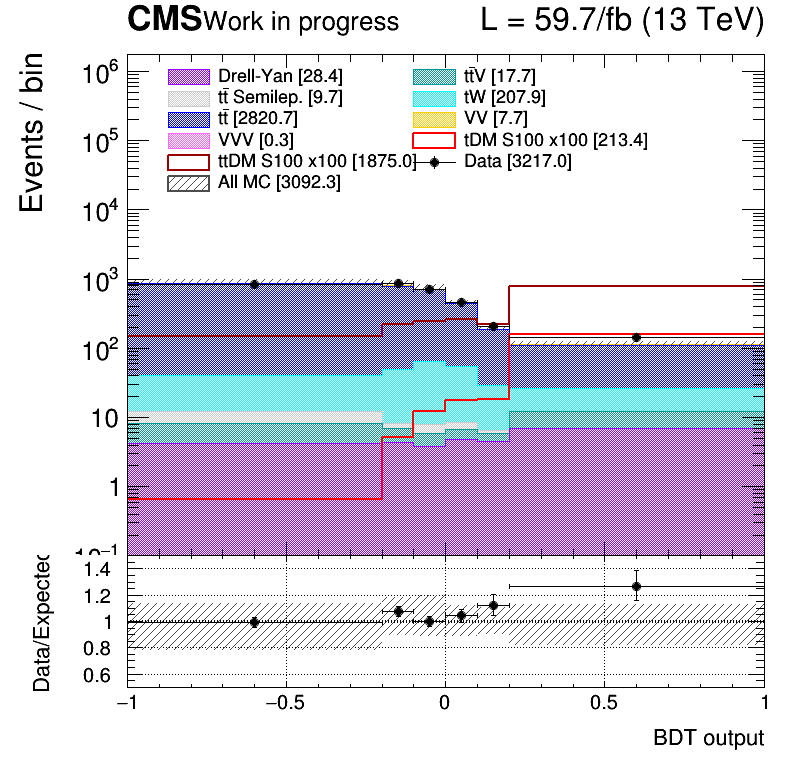 CMS Work in progress L = 59.7/fb (13 TeV)
Events / bin
Drell-Yan [28.4] tt̄V [17.7]
tt̄ Semilep. [9.7] tW [207.9]
tt̄ [2820.7] VV [7.7]
VVV [0.3] tDM S100 x100 [213.4]
ttDM S100 x100 [1875.0] Data [3217.0]
All MC [3092.3]
10⁶
10⁵
10⁴
10³
10²
10
1
10⁻¹
Data/Expected
1.4
1.2
1
0.8
0.6
−1 −0.5 0 0.5 1
BDT output